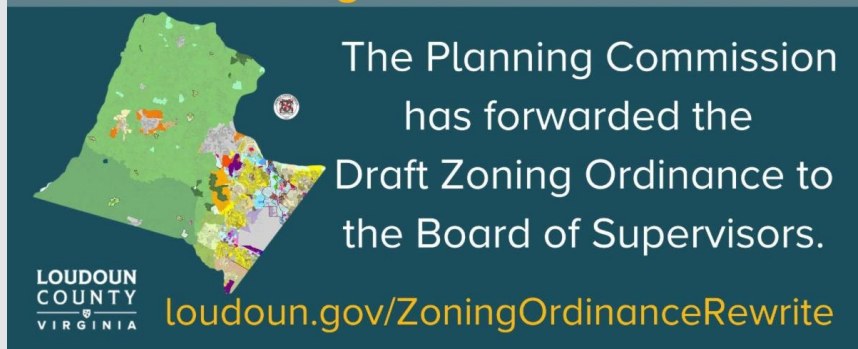 The Planning Commission
has forwarded the
Draft Zoning Ordinance to
the Board of Supervisors.
LOUDOUN
COUNTY
VIRGINIA
loudoun.gov/ZoningOrdinanceRewrite